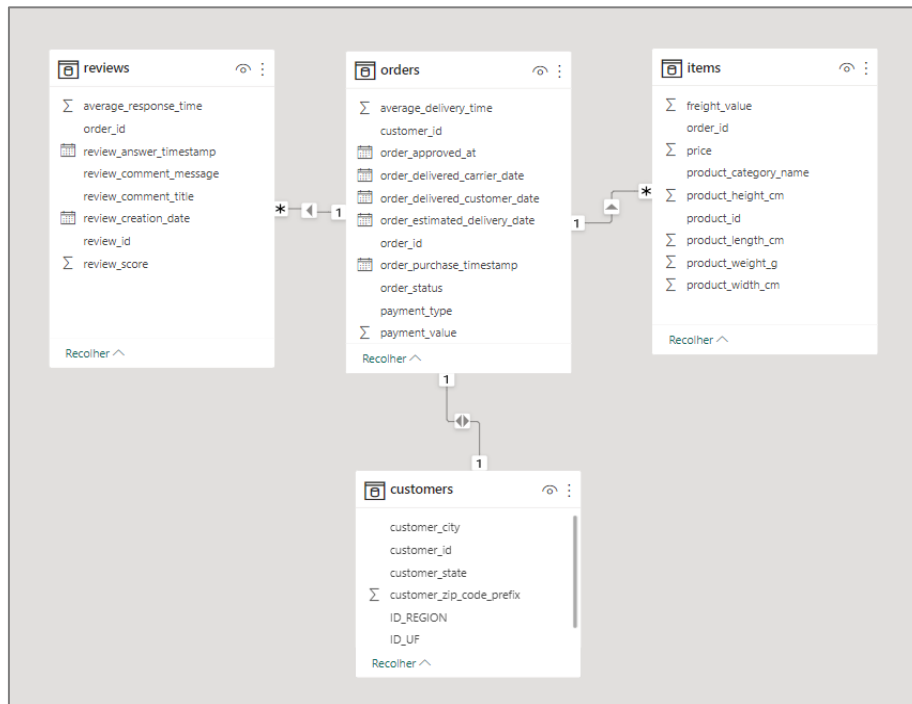 reviews
average_response_time
order_id
review_answer_timestamp
review_comment_message
review_comment_title
review_creation_date
review_id
review_score
Recolher
orders
average_delivery_time
customer_id
order_approved_at
order_delivered_carrier_date
order_delivered_customer_date
order_estimated_delivery_date
order_id
order_purchase_timestamp
order_status
payment_type
payment_value
Recolher
items
freight_value
order_id
price
product_category_name
product_height_cm
product_id
product_length_cm
product_weight_g
product_width_cm
Recolher
* 1
1 *
1
1
customers
customer_city
customer_id
customer_state
customer_zip_code_prefix
ID_REGION
ID_UF
Recolher